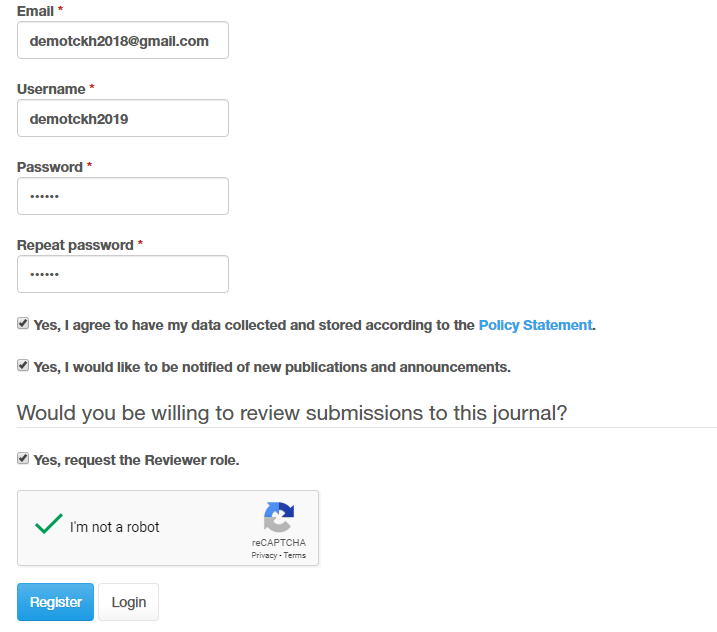 Email *
demotckh2018@gmail.com
Username *
demotckh2019
Password *
••••••
Repeat password *
••••••
Yes, I agree to have my data collected and stored according to the Policy Statement.
Yes, I would like to be notified of new publications and announcements.
Would you be willing to review submissions to this journal?
Yes, request the Reviewer role.
I'm not a robot
reCAPTCHA
Privacy - Terms
Register Login